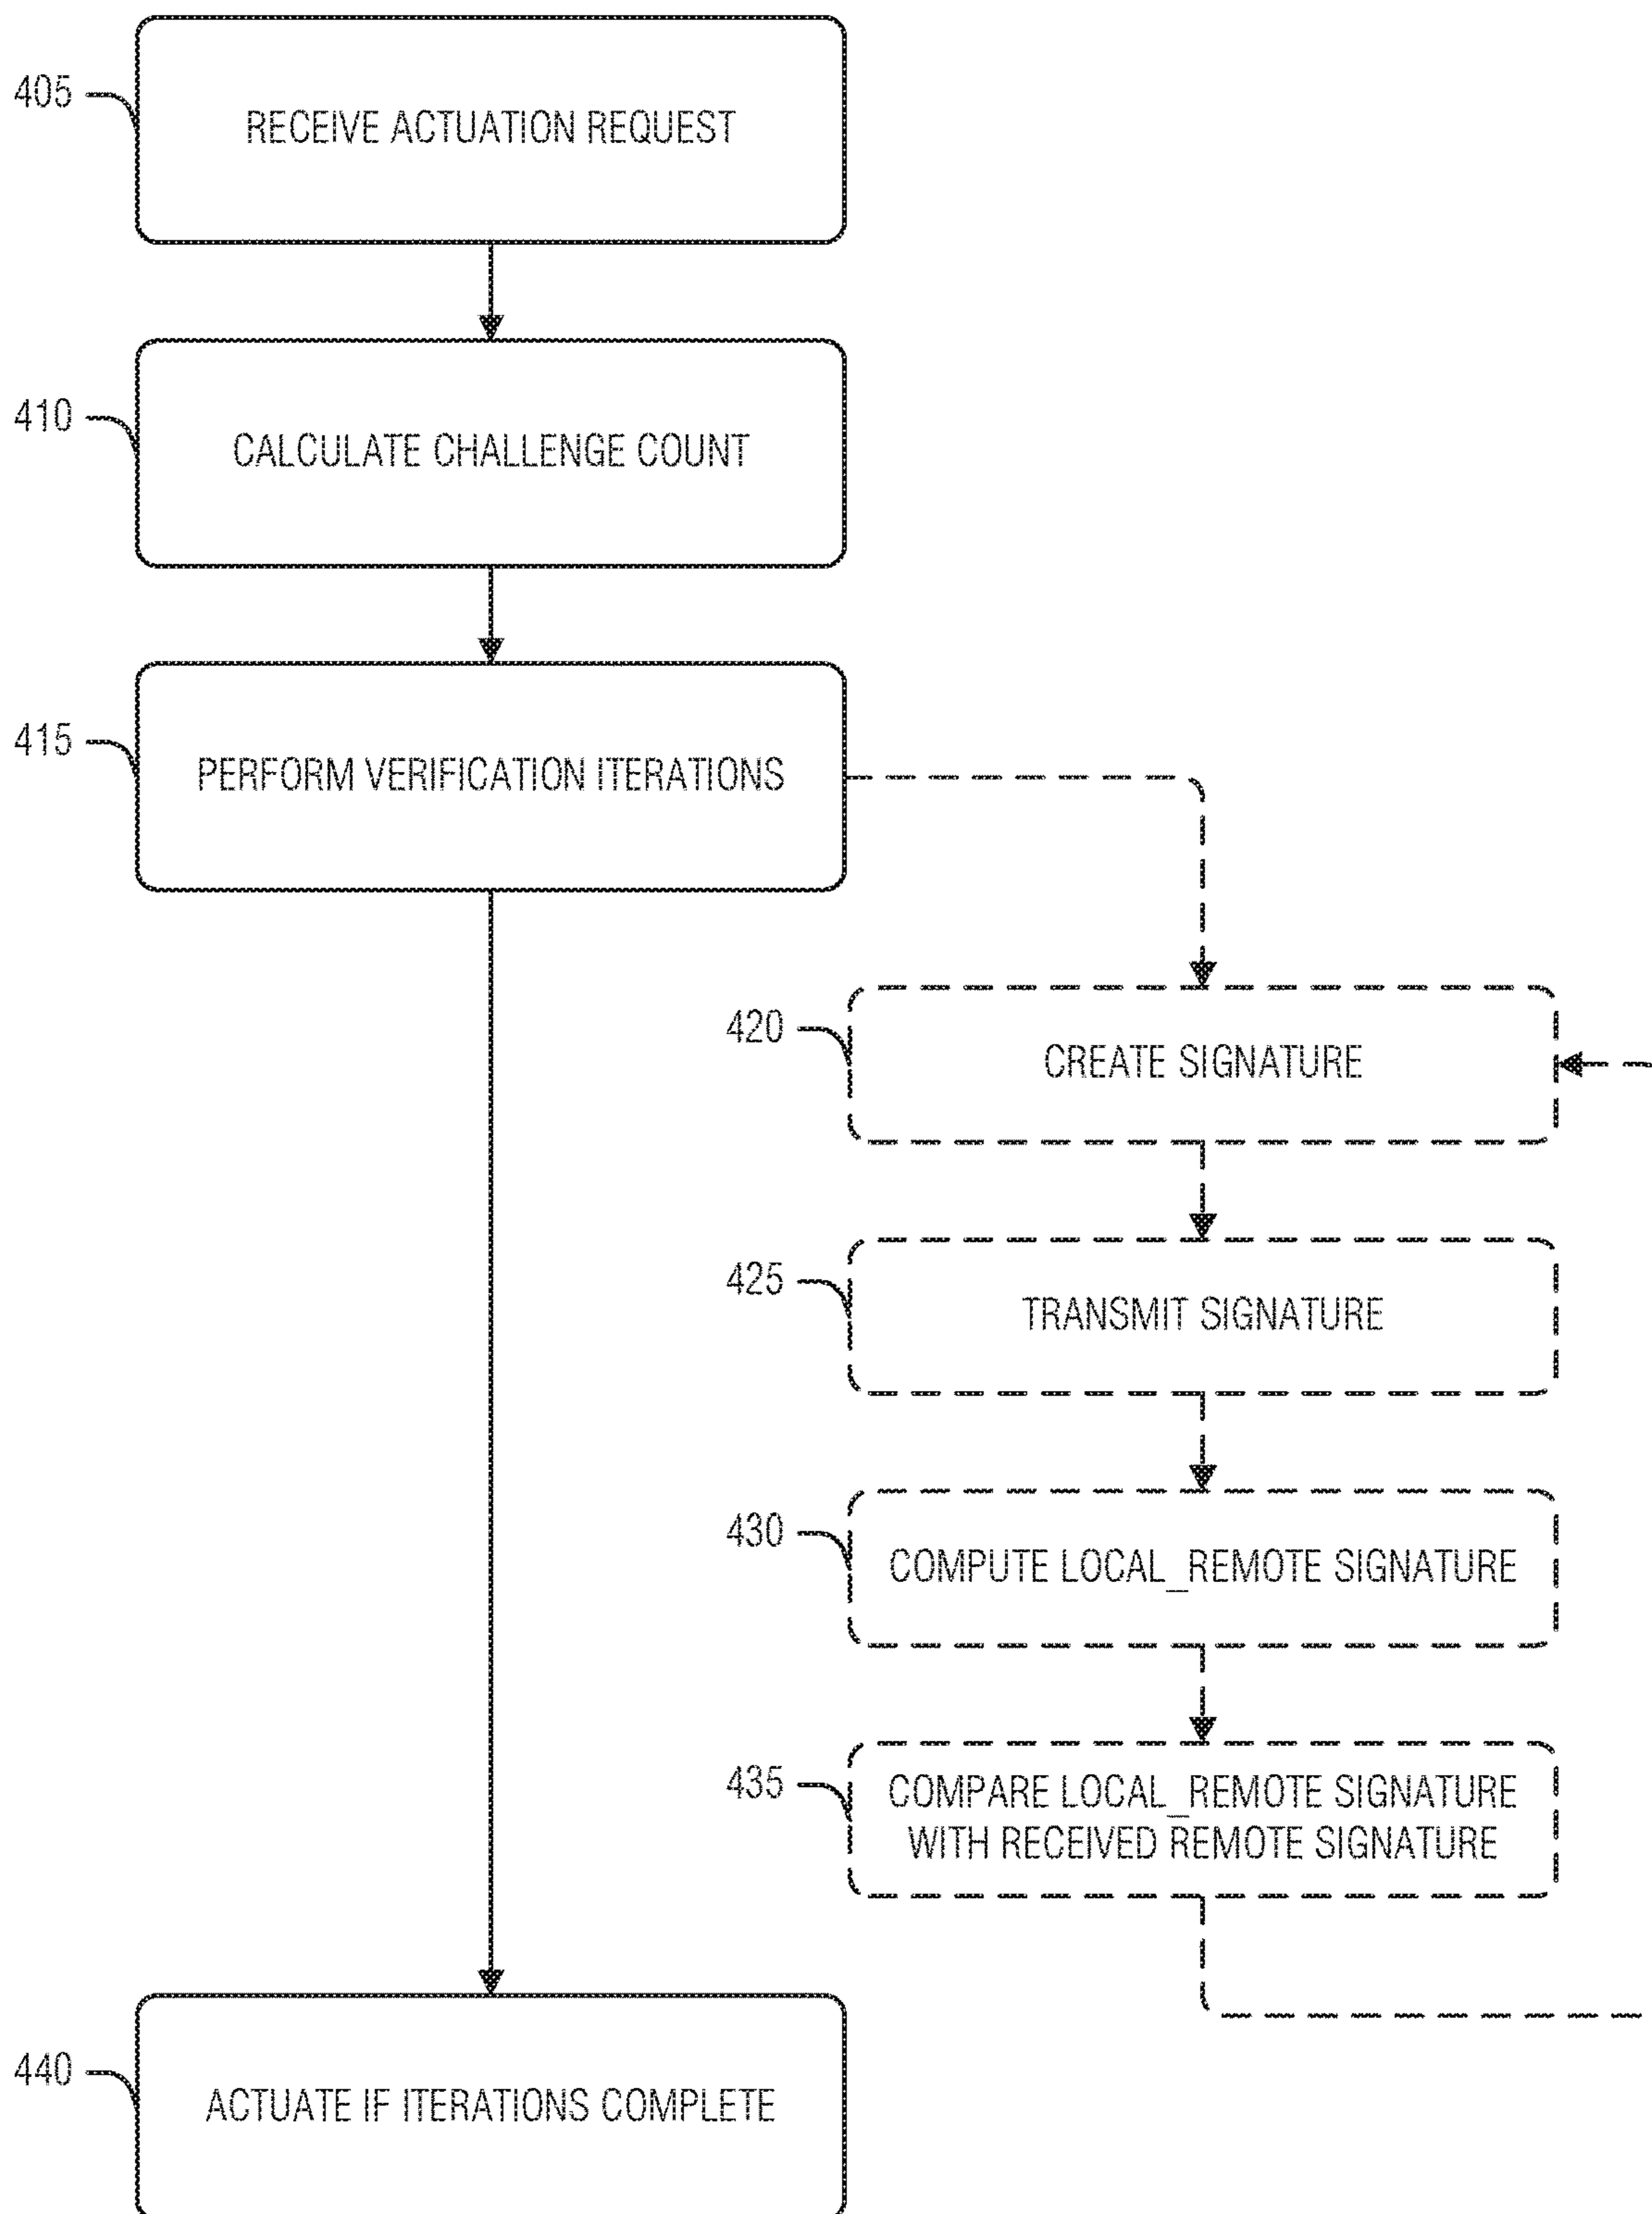 405
RECEIVE ACTUATION REQUEST
410
CALCULATE CHALLENGE COUNT
415
PERFORM VERIFICATION ITERATIONS
420
CREATE SIGNATURE
425
TRANSMIT SIGNATURE
430
COMPUTE LOCAL_REMOTE SIGNATURE
435
COMPARE LOCAL_REMOTE SIGNATURE
WITH RECEIVED REMOTE SIGNATURE
440
ACTUATE IF ITERATIONS COMPLETE